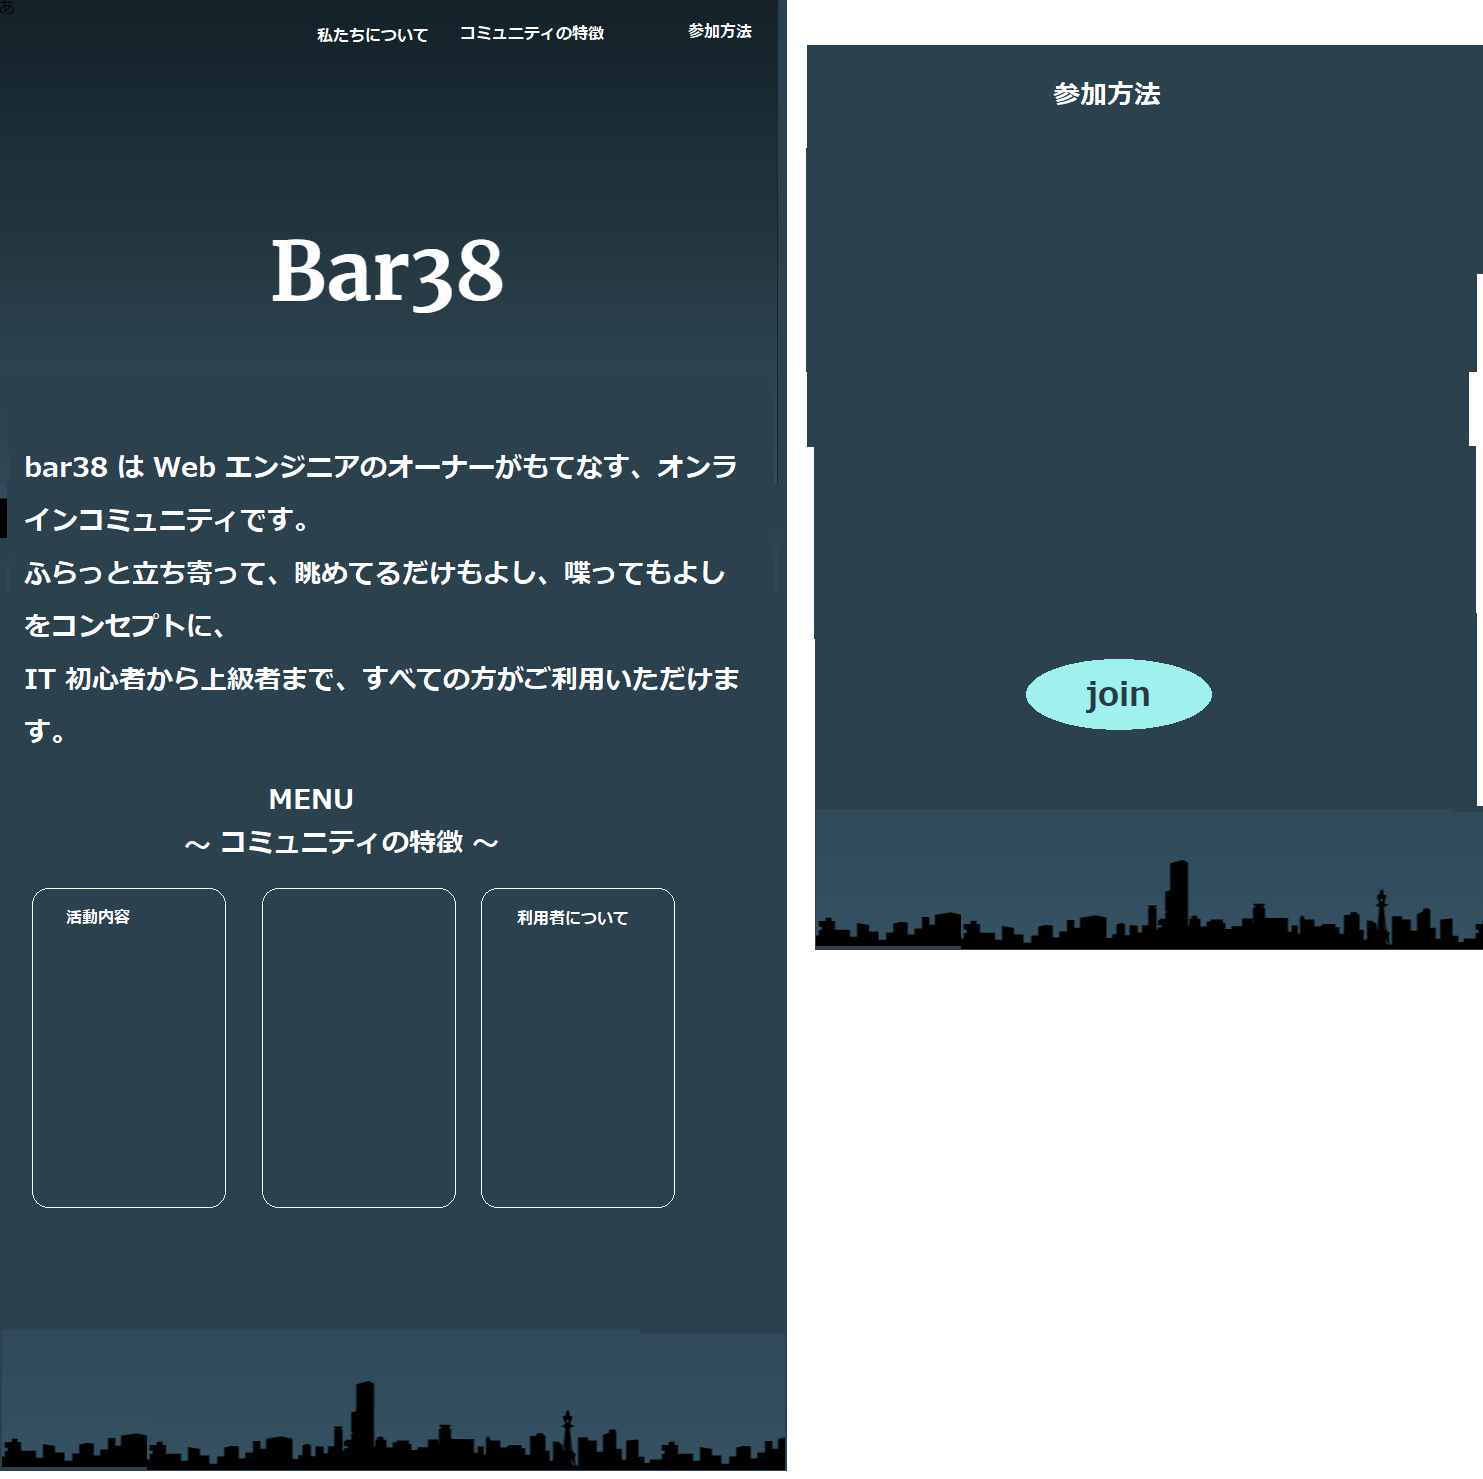 あ
私たちについて
コミュニティの特徴
参加方法
Bar38
bar38 は Web エンジニアのオーナーがもてなす、オンラ
インコミュニティです。
ふらっと立ち寄って、眺めてるだけもよし、喋ってもよし
をコンセプトに、
IT 初心者から上級者まで、すべての方がご利用いただけま
す。
MENU
～ コミュニティの特徴 ～
活動内容
利用者について
参加方法
join